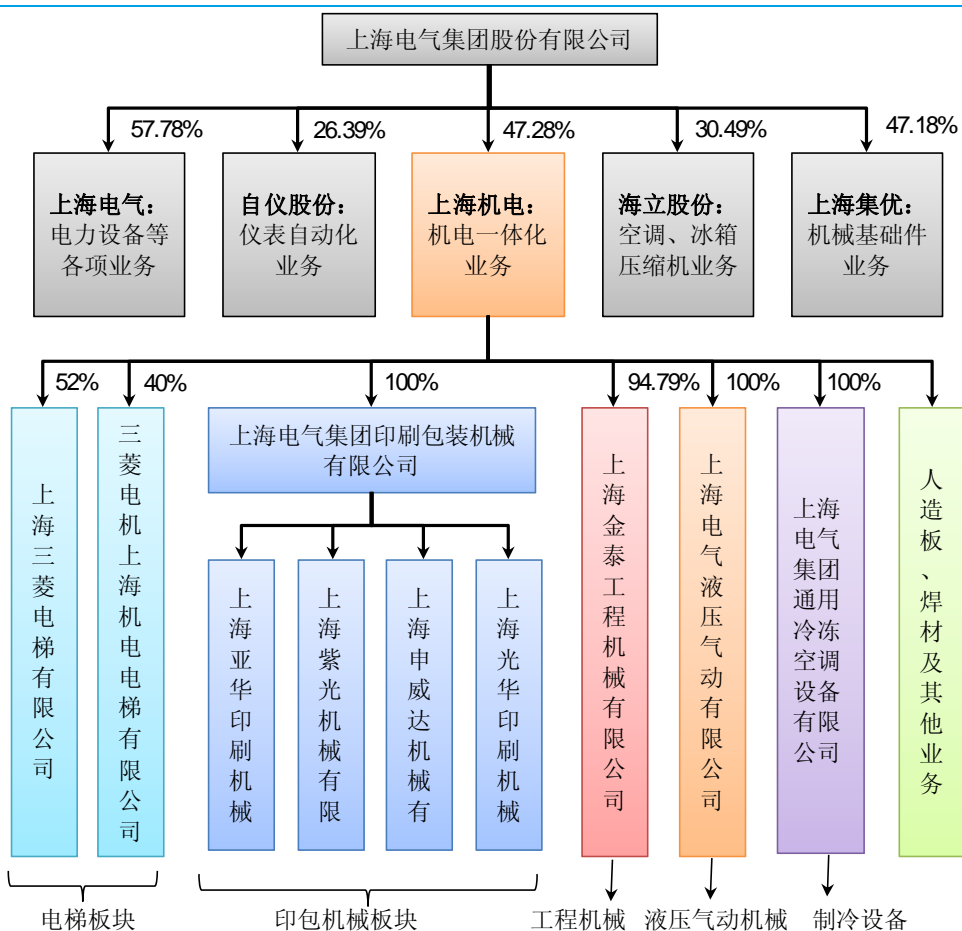 上海电气集团股份有限公司
57.78%
26.39%
47.28%
30.49%
47.18%
上海电气：
电力设备等
各项业务
自仪股份：
仪表自动化
业务
上海机电：
机电一体化
业务
海立股份：
空调、冰箱
压缩机业务
上海集优：
机械基础件
业务
52%
40%
100%
94.79%
100%
100%
上海三菱电梯有限公司
三菱电机上海机电电梯有限公司
上海电气集团印刷包装机械
有限公司
上海亚华印刷机械
上海紫光机械有限
上海申威达机械有
上海光华印刷机械
上海金泰工程机械有限公司
上海电气液压气动有限公司
上海
电气
集团
通用
冷冻
空调
设备
有限
公司
人造板、焊材及其他业务
电梯板块
印包机械板块
工程机械
液压气动机械
制冷设备